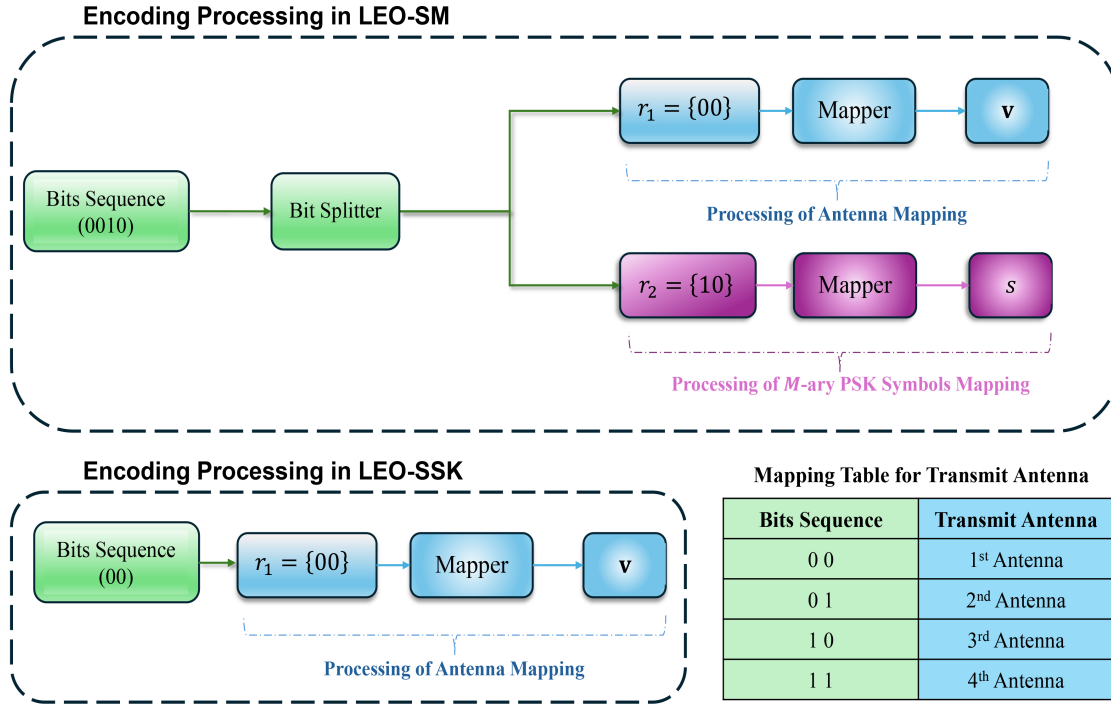 Encoding Processing in LEO-SM
Bits Sequence
(0010)
Bit Splitter
r₁ = {00}
Mapper
v
Processing of Antenna Mapping
r₂ = {10}
Mapper
s
Processing of M-ary PSK Symbols Mapping
Encoding Processing in LEO-SSK
Bits Sequence
(00)
r₁ = {00}
Mapper
v
Processing of Antenna Mapping
Mapping Table for Transmit Antenna
Bits Sequence Transmit Antenna
0 0 1st Antenna
0 1 2nd Antenna
1 0 3rd Antenna
1 1 4th Antenna